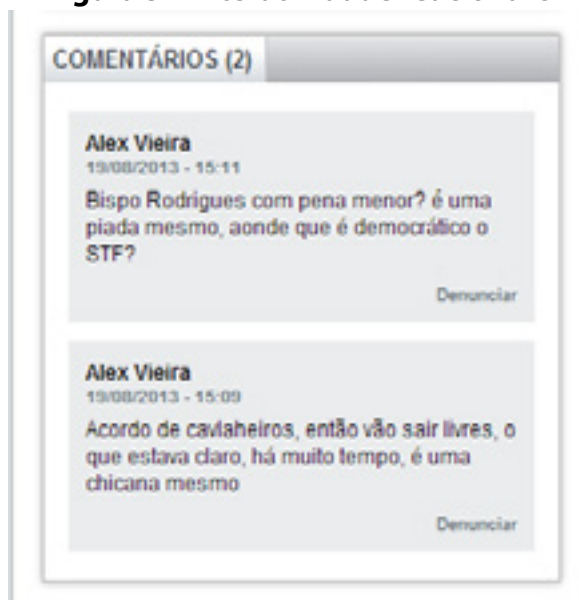 COMENTÁRIOS (2)
Alex Vieira
19/08/2013 - 15:11
Bispo Rodrigues com pena menor? é uma
piada mesmo, aonde que é democrático o
STF?
Denunciar
Alex Vieira
19/08/2013 - 15:09
Acordo de cavlaheiros, então vão sair livres, o
que estava claro, há muito tempo, é uma
chicana mesmo
Denunciar